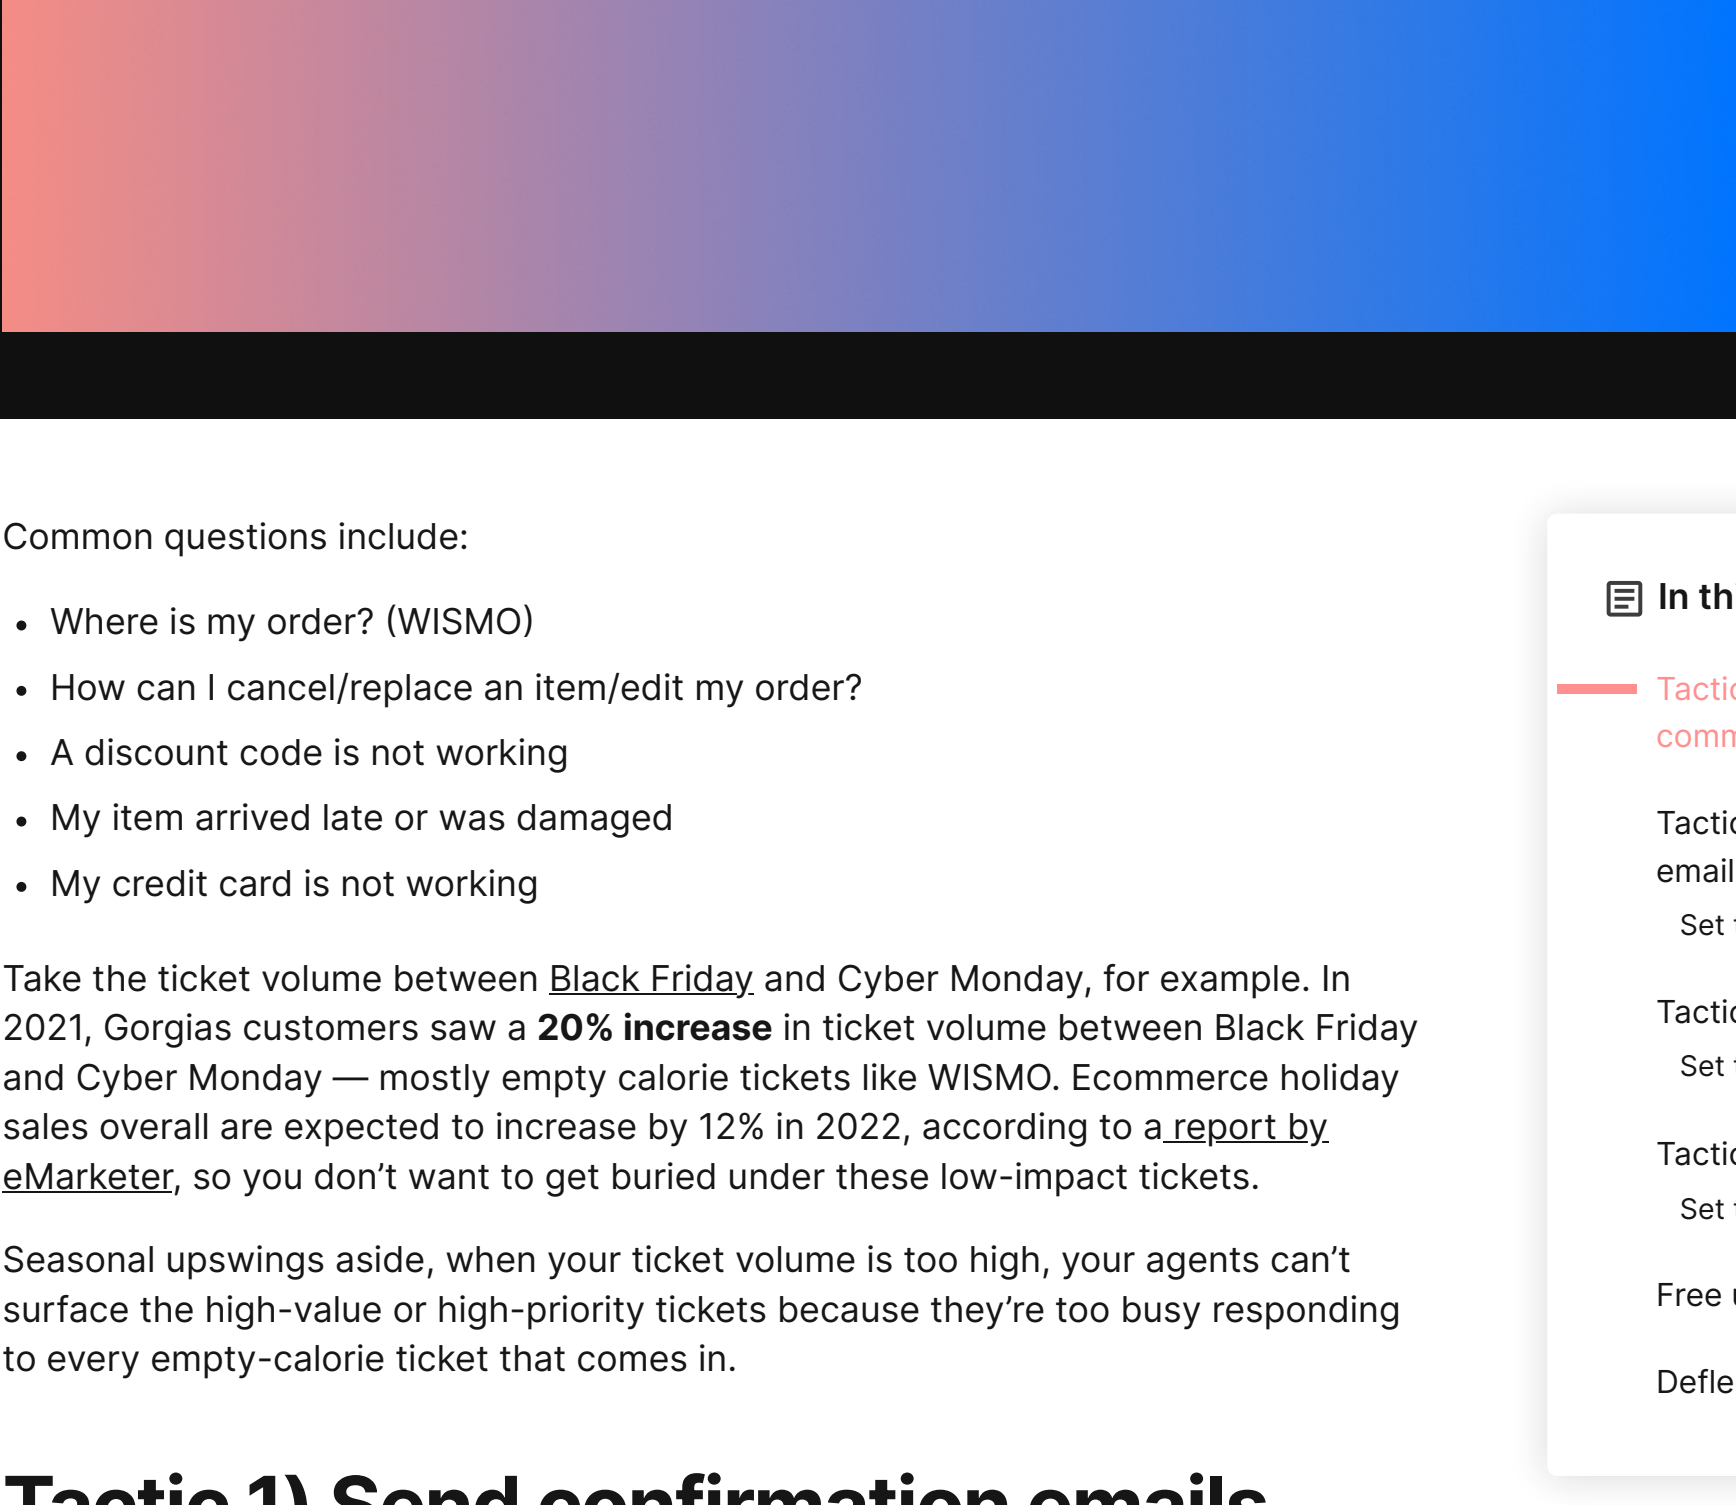 Common questions include:
• Where is my order? (WISMO)
• How can I cancel/replace an item/edit my order?
• A discount code is not working
• My item arrived late or was damaged
• My credit card is not working
Take the ticket volume between Black Friday and Cyber Monday, for example. In
2021, Gorgias customers saw a 20% increase in ticket volume between Black Friday
and Cyber Monday — mostly empty calorie tickets like WISMO. Ecommerce holiday
sales overall are expected to increase by 12% in 2022, according to a report by
eMarketer, so you don’t want to get buried under these low-impact tickets.
Seasonal upswings aside, when your ticket volume is too high, your agents can’t
surface the high-value or high-priority tickets because they’re too busy responding
to every empty-calorie ticket that comes in.
Tactic 1) Send confirmation emails
In
email
Set
Set
Set
Free